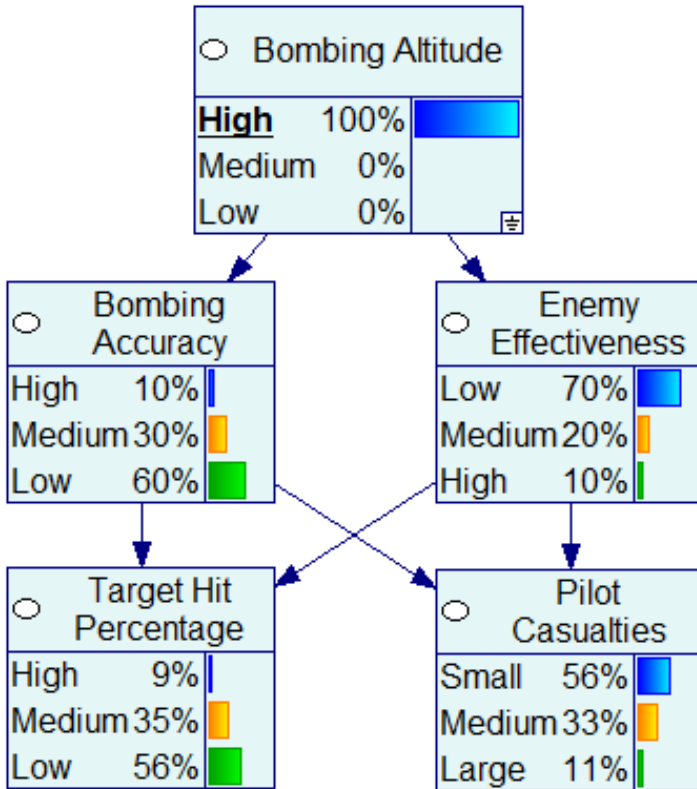 Bombing Altitude
High 100%
Medium 0%
Low 0%
Bombing
Accuracy
High 10%
Medium 30%
Low 60%
Enemy
Effectiveness
Low 70%
Medium 20%
High 10%
Target Hit
Percentage
High 9%
Medium 35%
Low 56%
Pilot
Casualties
Small 56%
Medium 33%
Large 11%